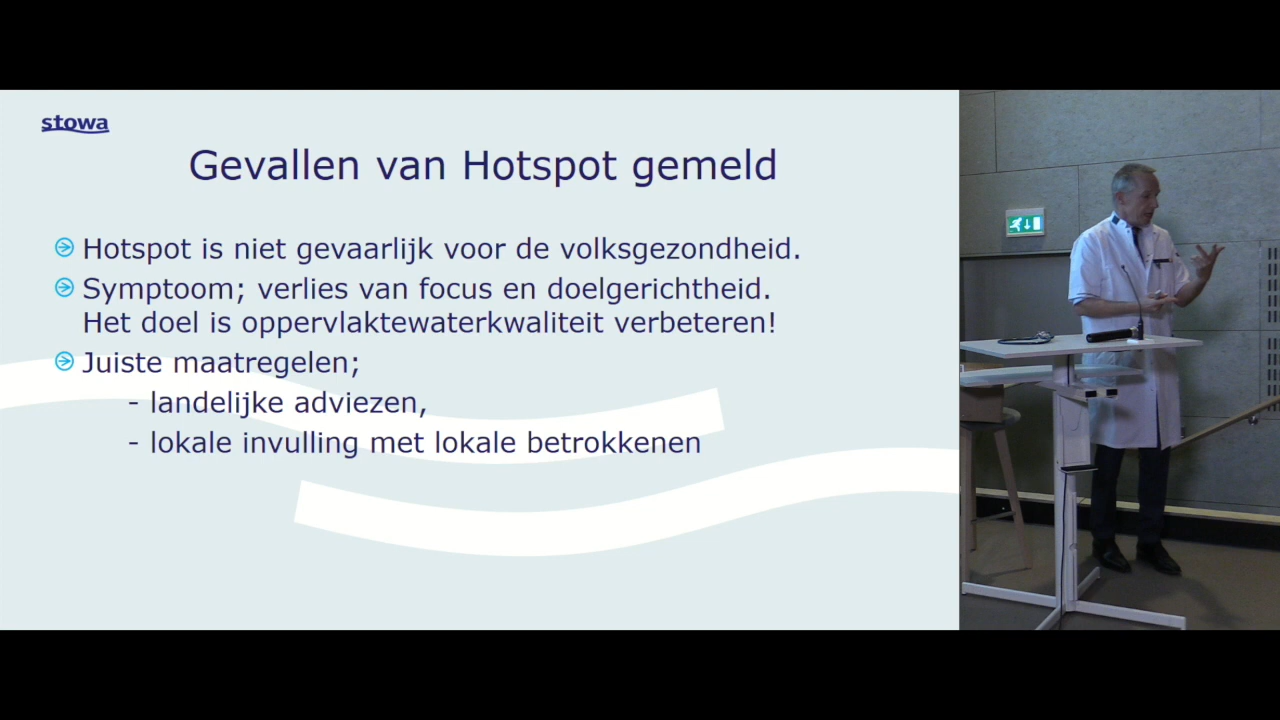 stowa
Gevallen van Hotspot gemeld
Hotspot is niet gevaarlijk voor de volksgezondheid.
Symptoom; verlies van focus en doelgerichtheid.
Het doel is oppervlaktewaterkwaliteit verbeteren!
Juiste maatregelen;
- landelijke adviezen,
- lokale invulling met lokale betrokkenen